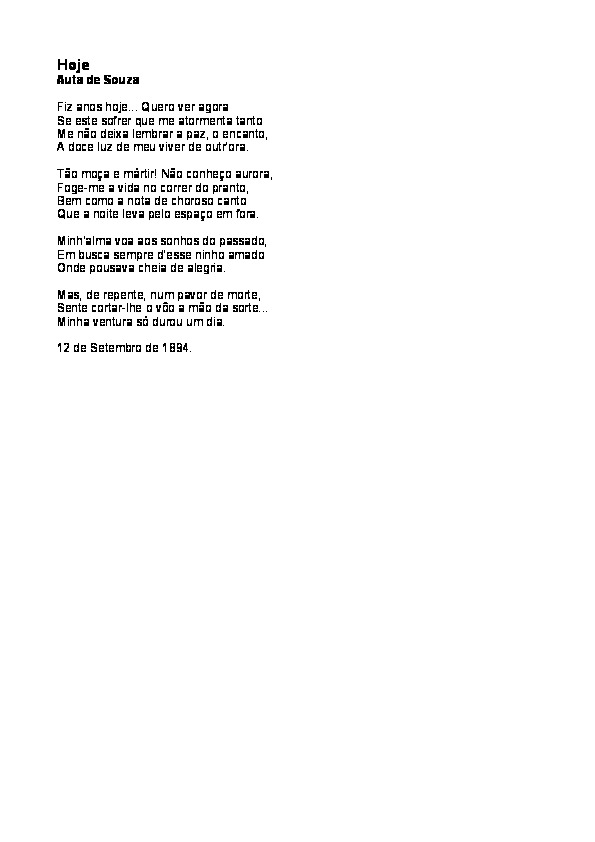 Hoje
Auta de Souza
Fiz anos hoje... Quero ver agora
Se este sofrer que me atormenta tanto
Me não deixa lembrar a paz, o encanto,
A doce luz de meu viver de outr'ora.
Tão moça e mártir! Não conheço aurora,
Foge-me a vida no correr do pranto,
Bem como a nota de choroso canto
Que a noite leva pelo espaço em fora.
Minh'alma voa aos sonhos do passado,
Em busca sempre d'esse ninho amado
Onde pousava cheia de alegria.
Mas, de repente, num pavor de morte,
Sente cortar-lhe o vôo a mão da sorte...
Minha ventura só durou um dia.
12 de Setembro de 1894.